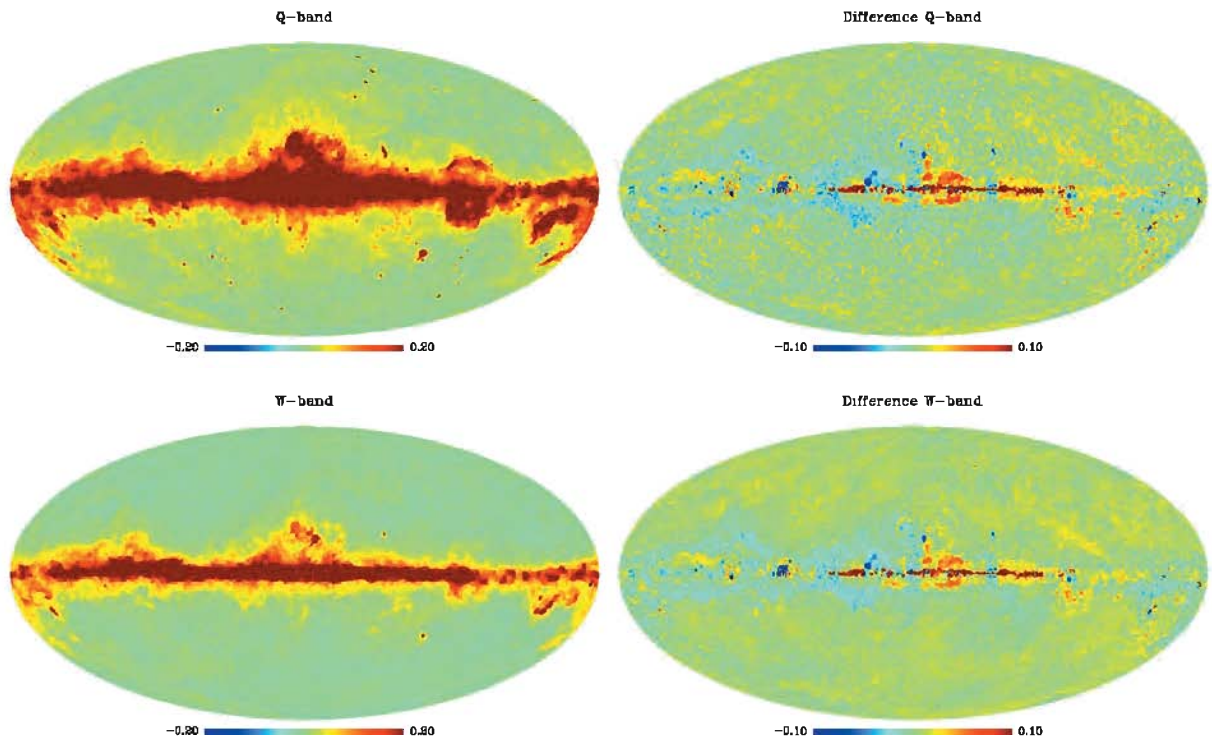 Q-band
Difference Q-band
-0.20 0.20
-0.10 0.10
W-band
Difference W-band
-0.20 0.20
-0.10 0.10